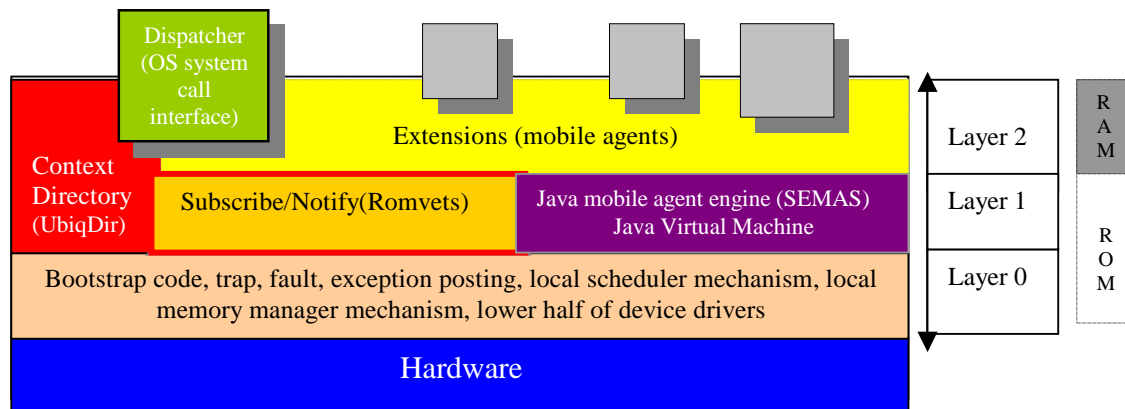 Dispatcher
(OS system
call
interface)
Extensions (mobile agents)
Context
Directory
(UbiqDir)
Subscribe/Notify(Romvets)
Java mobile agent engine (SEMAS)
Java Virtual Machine
Bootstrap code, trap, fault, exception posting, local scheduler mechanism, local
memory manager mechanism, lower half of device drivers
Hardware
Layer 2
Layer 1
Layer 0
R
A
M
R
O
M